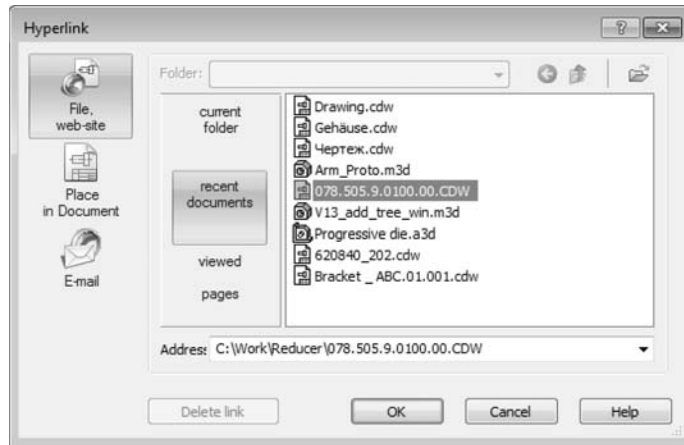 Hyperlink
File,
web-site
Place
in Document
E-mail
Folder:
current
folder
recent
documents
viewed
pages
Drawing.cdw
Gehäuse.cdw
Чертеж.cdw
Arm_Proto.m3d
078.505.9.0100.00.CDW
V13_add_tree_win.m3d
Progressive die.a3d
620840_202.cdw
Bracket _ ABC.01.001.cdw
Address C:\Work\Reducer\078.505.9.0100.00.CDW
Delete link
OK
Cancel
Help